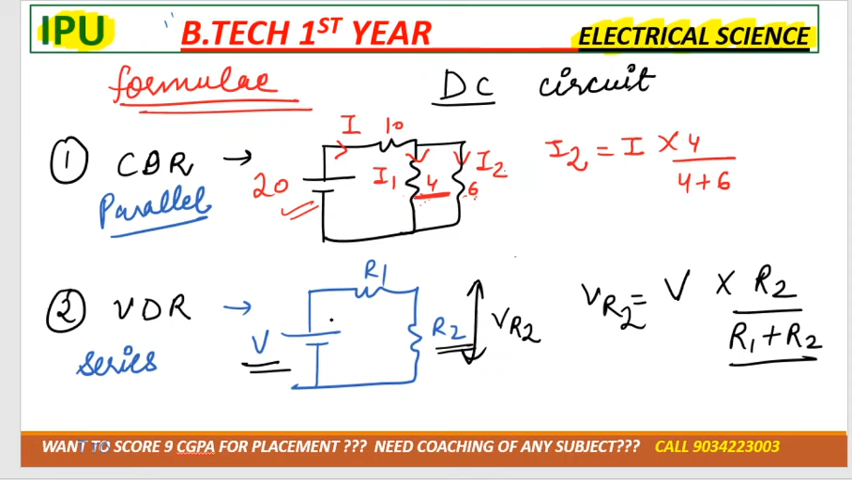 IPU B.TECH 1ST YEAR ELECTRICAL SCIENCE
formulae DC circuit
① CDR → 20 I 10 I1 4 I2 6 I2 = I × 4 / 4+6
Parallel
② VDR → V R1 R2 VR2 VR2 = V × R2 / R1+R2
series
WANT TO SCORE 9 CGPA FOR PLACEMENT ??? NEED COACHING OF ANY SUBJECT??? CALL 9034223003